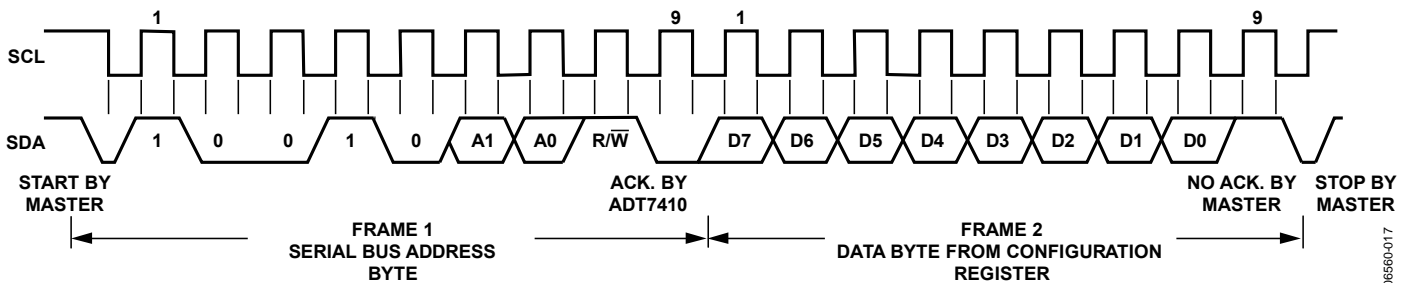 1 9 1 9
SCL
SDA 1 0 0 1 0 A1 A0 R/W̅ D7 D6 D5 D4 D3 D2 D1 D0
START BY
MASTER
ACK. BY
ADT7410
NO ACK. BY
MASTER
STOP BY
MASTER
FRAME 1
SERIAL BUS ADDRESS
BYTE
FRAME 2
DATA BYTE FROM CONFIGURATION
REGISTER
06560-017